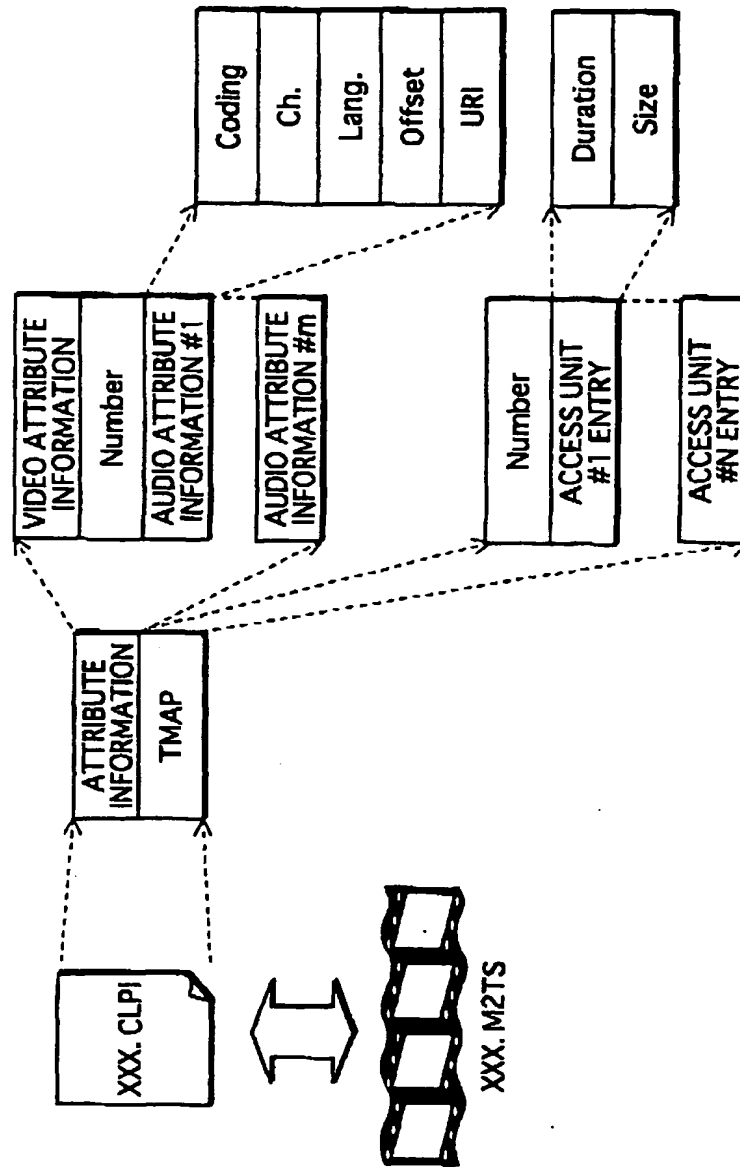 XXX. CLPI
XXX. M2TS
ATTRIBUTE
INFORMATION
TMAP
VIDEO ATTRIBUTE
INFORMATION
Number
AUDIO ATTRIBUTE
INFORMATION #1
AUDIO ATTRIBUTE
INFORMATION #m
Number
ACCESS UNIT
#1 ENTRY
ACCESS UNIT
#N ENTRY
Coding
Ch.
Lang.
Offset
URI
Duration
Size